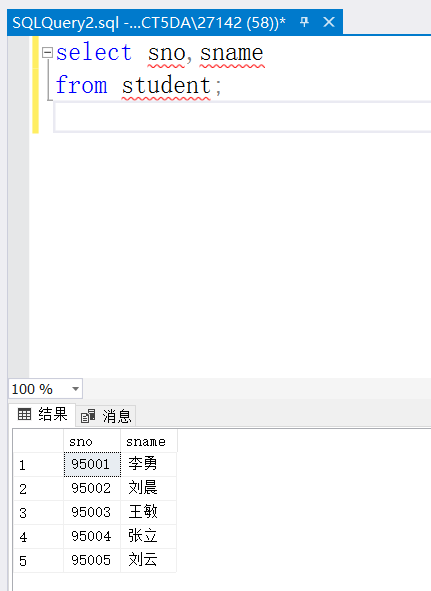 SQLQuery2.sql -...CT5DA\27142 (58))*
select sno,sname
from student;
100 %
结果 消息
sno sname
1 95001 李勇
2 95002 刘晨
3 95003 王敏
4 95004 张立
5 95005 刘云